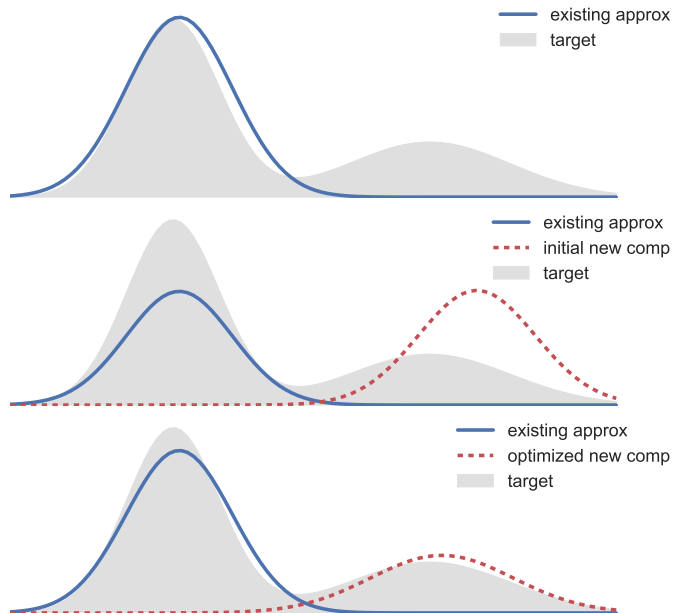 existing approx
target
existing approx
initial new comp
target
existing approx
optimized new comp
target